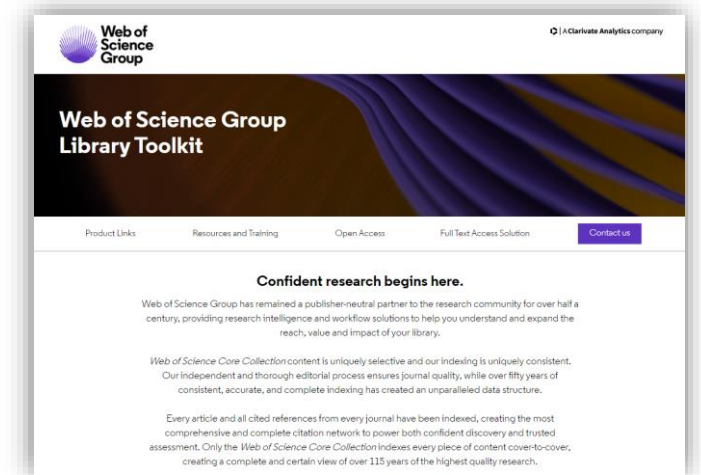 Web of
Science
Group
A Clarivate Analytics company
Web of Science Group
Library Toolkit
Product Links
Resources and Training
Open Access
Full Text Access Solution
Contact us
Confident research begins here.
Web of Science Group has remained a publisher-neutral partner to the research community for over half a
century, providing research intelligence and workflow solutions to help you understand and expand the
reach, value and impact of your library.
Web of Science Core Collection content is uniquely selective and our indexing is uniquely consistent.
Our independent and thorough editorial process ensures journal quality, while over fifty years of
consistent, accurate, and complete indexing has created an unparalleled data structure.
Every article and all cited references from every journal have been indexed, creating the most
comprehensive and complete citation network to power both confident discovery and trusted
assessment. Only the Web of Science Core Collection indexes every piece of content cover-to-cover,
creating a complete and certain view of over 115 years of the highest quality research.